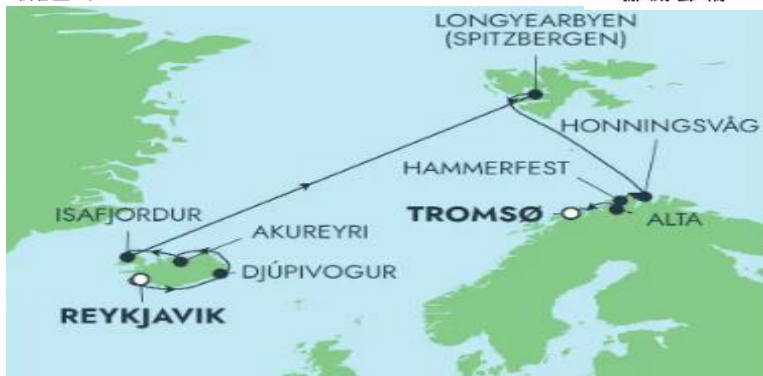 LONGYEARBYEN
(SPITZBERGEN)
HONNINGSVÅG
HAMMERFEST
TROMSØ
ALTA
ISAFJORDUR
AKUREYRI
DJÚPIVOGUR
REYKJAVIK